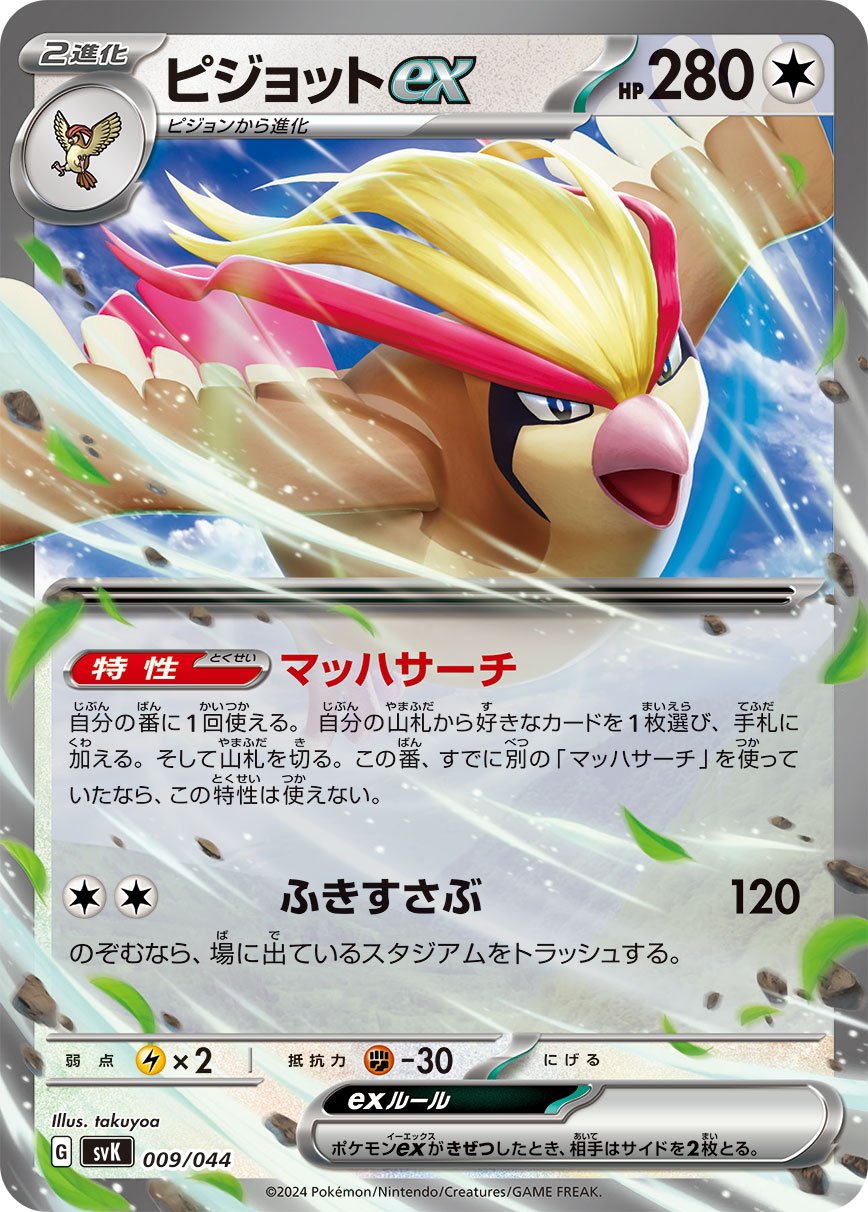 2進化
ピジョットex
HP280
ピジョンから進化
特性
とくせい
マッハサーチ
自分の番に1回使える。自分の山札から好きなカードを1枚選び、手札に
加える。そして山札を切る。この番、すでに別の「マッハサーチ」を使って
いたなら、この特性は使えない。
ふきすさぶ 120
のぞむなら、場に出ているスタジアムをトラッシュする。
弱点 ×2 抵抗力 -30 にげる
exルール
ポケモンexがきぜつしたとき、相手はサイドを2枚とる。
Illus. takuyoa
G svK 009/044
©2024 Pokémon/Nintendo/Creatures/GAME FREAK.